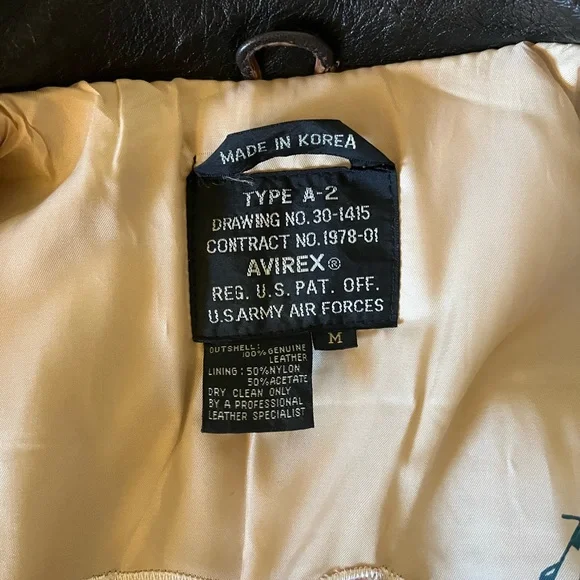 MADE IN KOREA
TYPE A-2
DRAWING NO. 30-1415
CONTRACT NO. 1978-01
AVIREX®
REG. U.S. PAT. OFF.
U.S. ARMY AIR FORCES
M
OUTSHELL:
100% GENUINE
LEATHER
LINING: 50% NYLON
50% ACETATE
DRY CLEAN ONLY
BY A PROFESSIONAL
LEATHER SPECIALIST